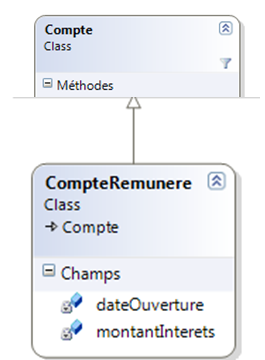 Compte
Class
Méthodes
CompteRemunere
Class
Compte
Champs
dateOuverture
montantInterets